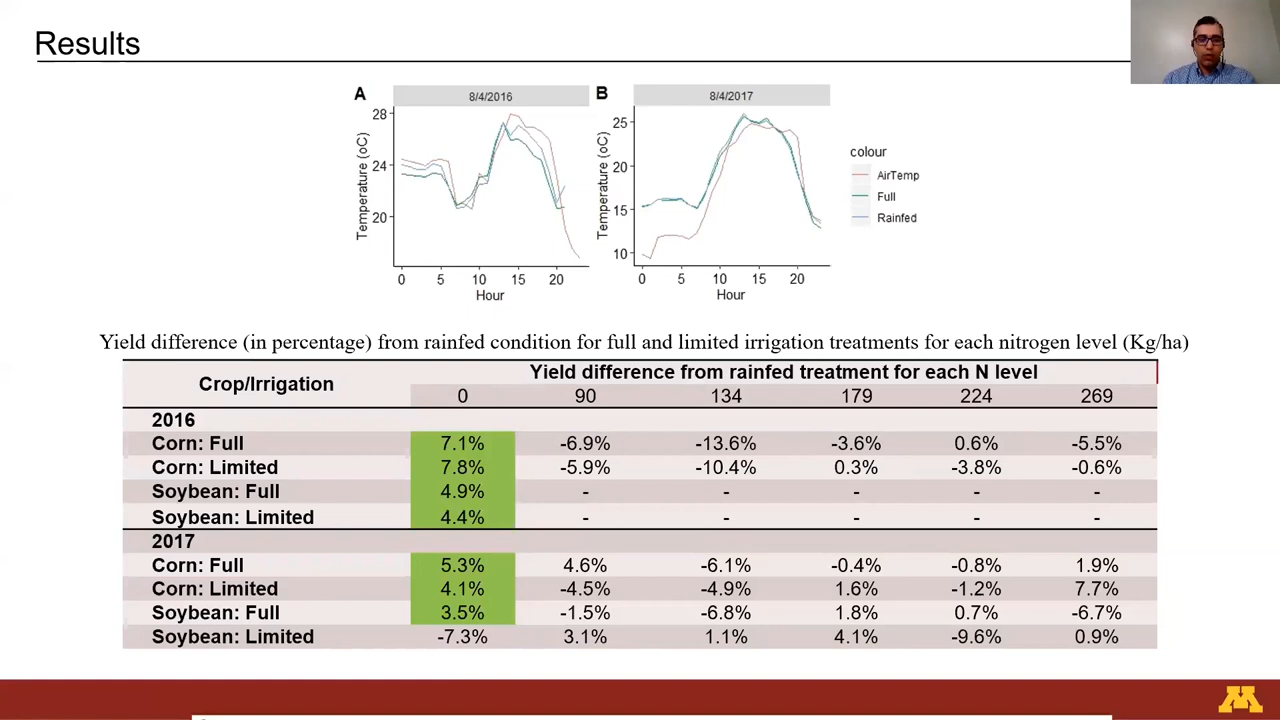 Results
A
8/4/2016
28
24
20
Temperature (oC)
0 5 10 15 20
Hour
B
8/4/2017
25
20
15
10
Temperature (oC)
0 5 10 15 20
Hour
colour
AirTemp
Full
Rainfed
Yield difference (in percentage) from rainfed condition for full and limited irrigation treatments for each nitrogen level (Kg/ha)
Crop/Irrigation
Yield difference from rainfed treatment for each N level
0 90 134 179 224 269
2016
Corn: Full 7.1% -6.9% -13.6% -3.6% 0.6% -5.5%
Corn: Limited 7.8% -5.9% -10.4% 0.3% -3.8% -0.6%
Soybean: Full 4.9% - - - - -
Soybean: Limited 4.4% - - - - -
2017
Corn: Full 5.3% 4.6% -6.1% -0.4% -0.8% 1.9%
Corn: Limited 4.1% -4.5% -4.9% 1.6% -1.2% 7.7%
Soybean: Full 3.5% -1.5% -6.8% 1.8% 0.7% -6.7%
Soybean: Limited -7.3% 3.1% 1.1% 4.1% -9.6% 0.9%
M